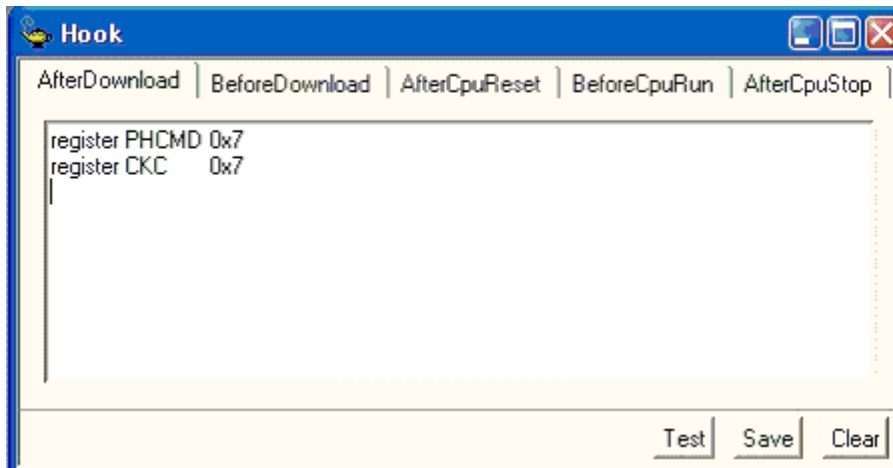 Hook
AfterDownload BeforeDownload AfterCpuReset BeforeCpuRun AfterCpuStop
register PHCMD 0x7
register CKC 0x7
Test Save Clear